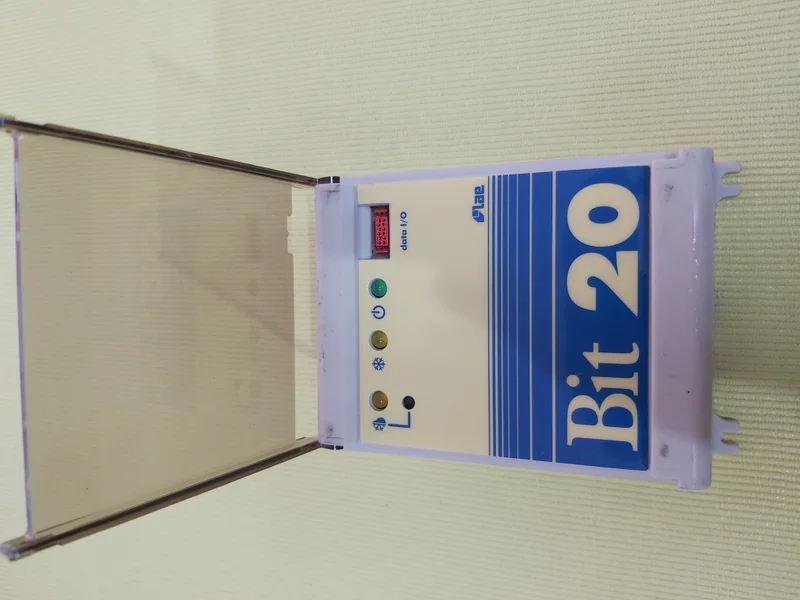 data I/O
lae
Bit 20